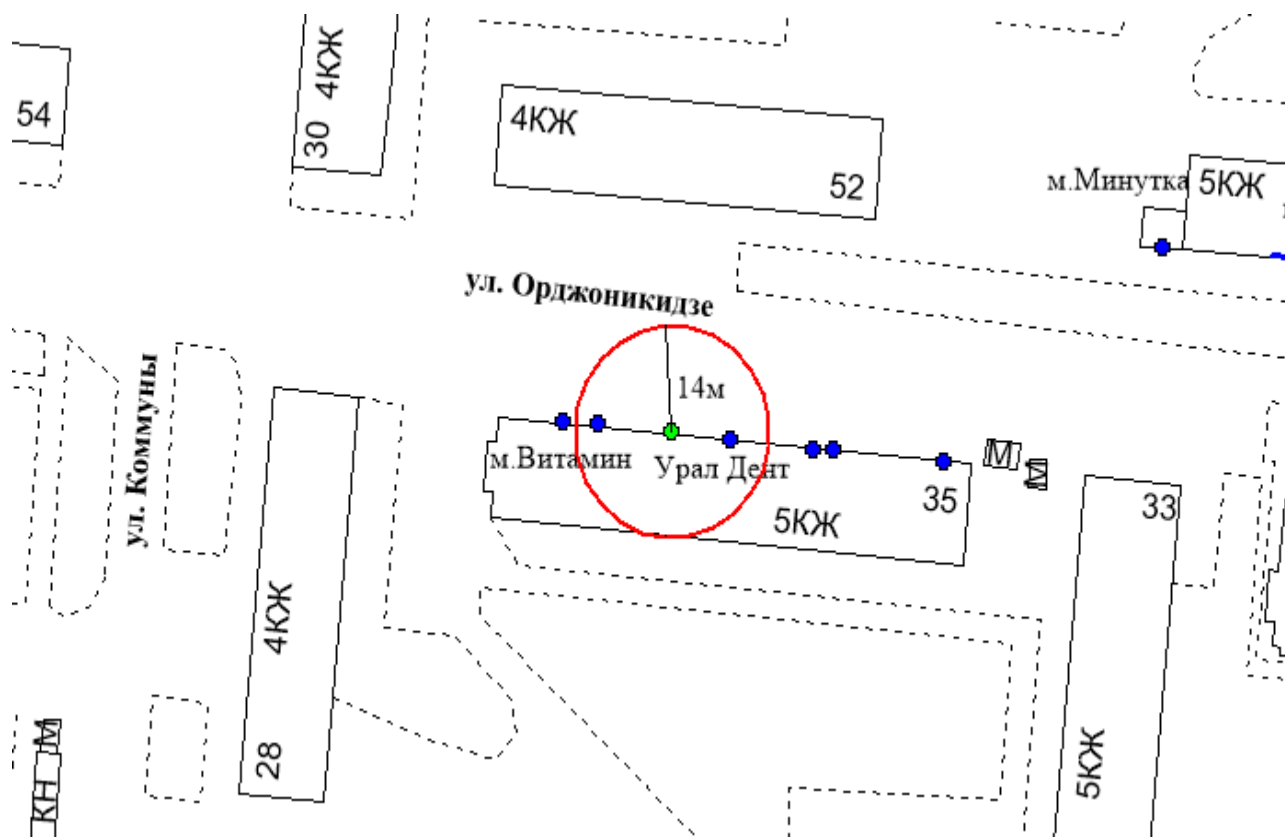 54
30 4КЖ
4КЖ
52
м.Минутка
5КЖ
ул. Орджоникидзе
ул. Коммуны
14м
м.Витамин
Урал Дент
5КЖ
35
М
М
33
4КЖ
28
5КЖ
М
КН